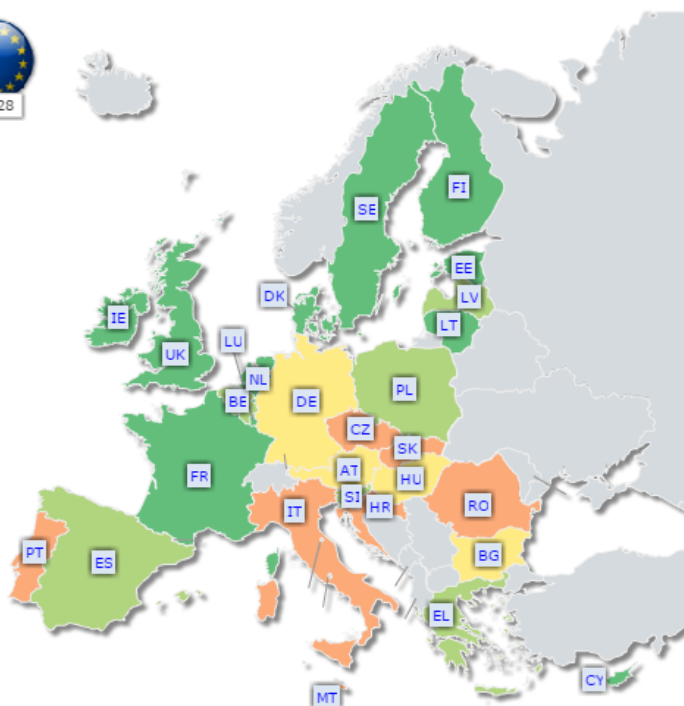 28
SE
FI
EE
DK
LV
IE
LT
LU
UK
NL
PL
BE
DE
CZ
SK
AT
FR
HU
SI
IT
HR
RO
PT
BG
ES
EL
CY
MT